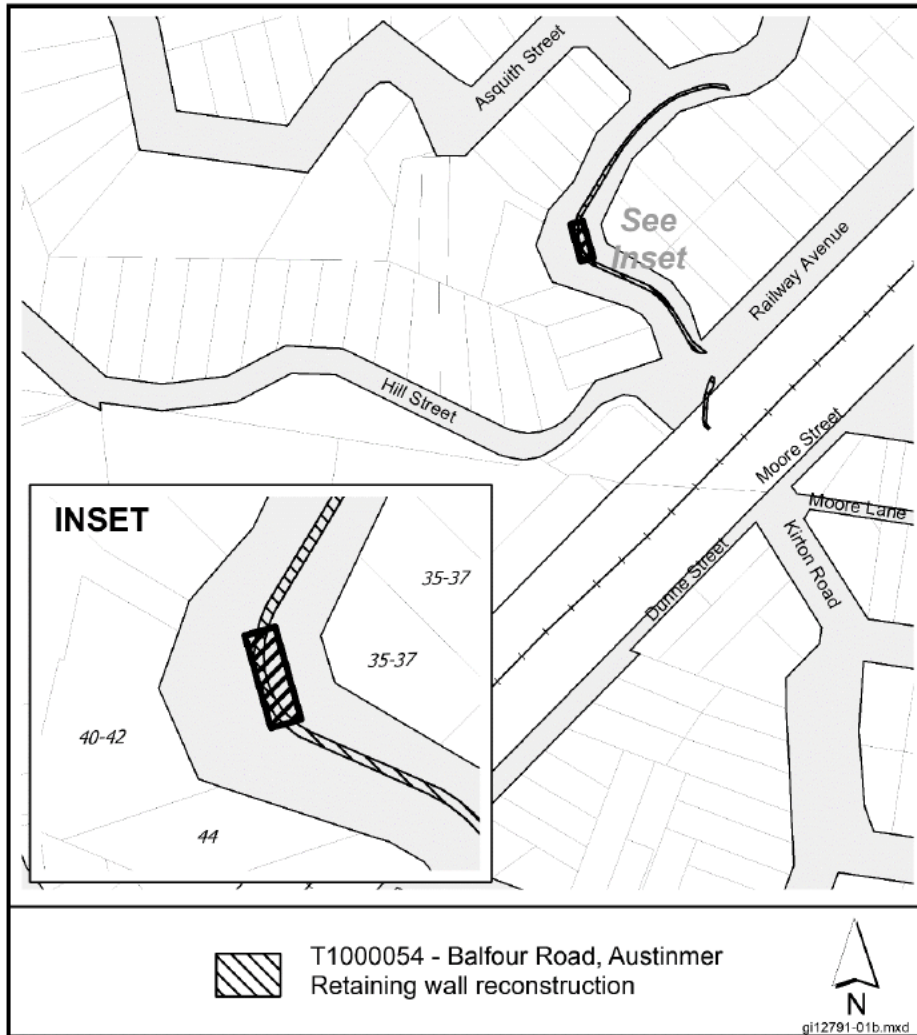 Asquith Street
See
Inset
Railway Avenue
Hill Street
Moore Street
Moore Lane
Kirton Road
Dunne Street
INSET
35-37
35-37
40-42
44
T1000054 - Balfour Road, Austinmer
Retaining wall reconstruction
N
gi12791-01b.mxd